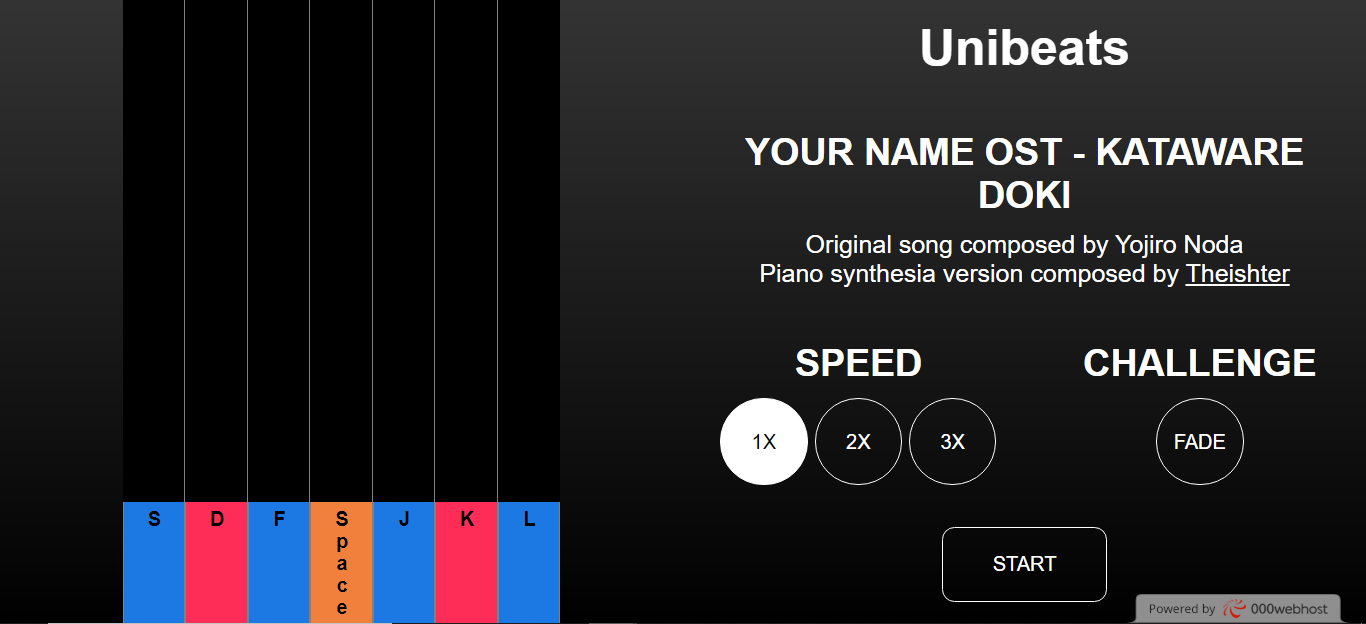 Unibeats
YOUR NAME OST - KATAWARE
DOKI
Original song composed by Yojiro Noda
Piano synthesia version composed by Theishter
SPEED
CHALLENGE
1X
2X
3X
FADE
START
S
D
F
Space
J
K
L
Powered by 000webhost